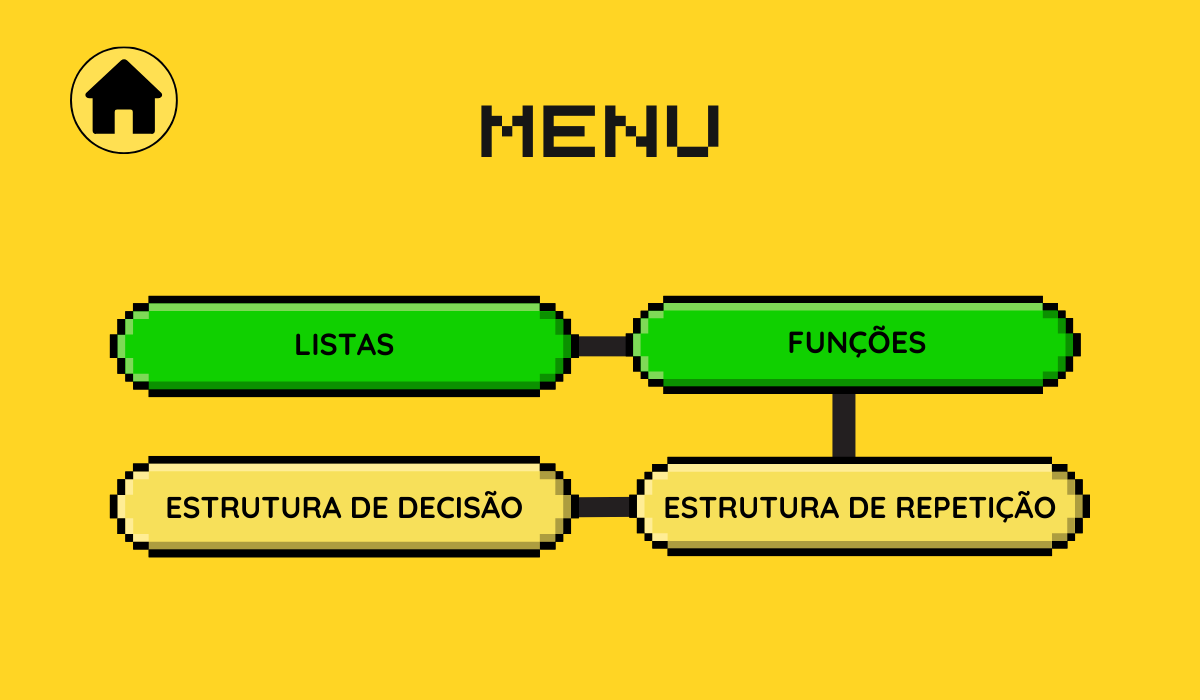 MENU
LISTAS
FUNÇÕES
ESTRUTURA DE DECISÃO
ESTRUTURA DE REPETIÇÃO